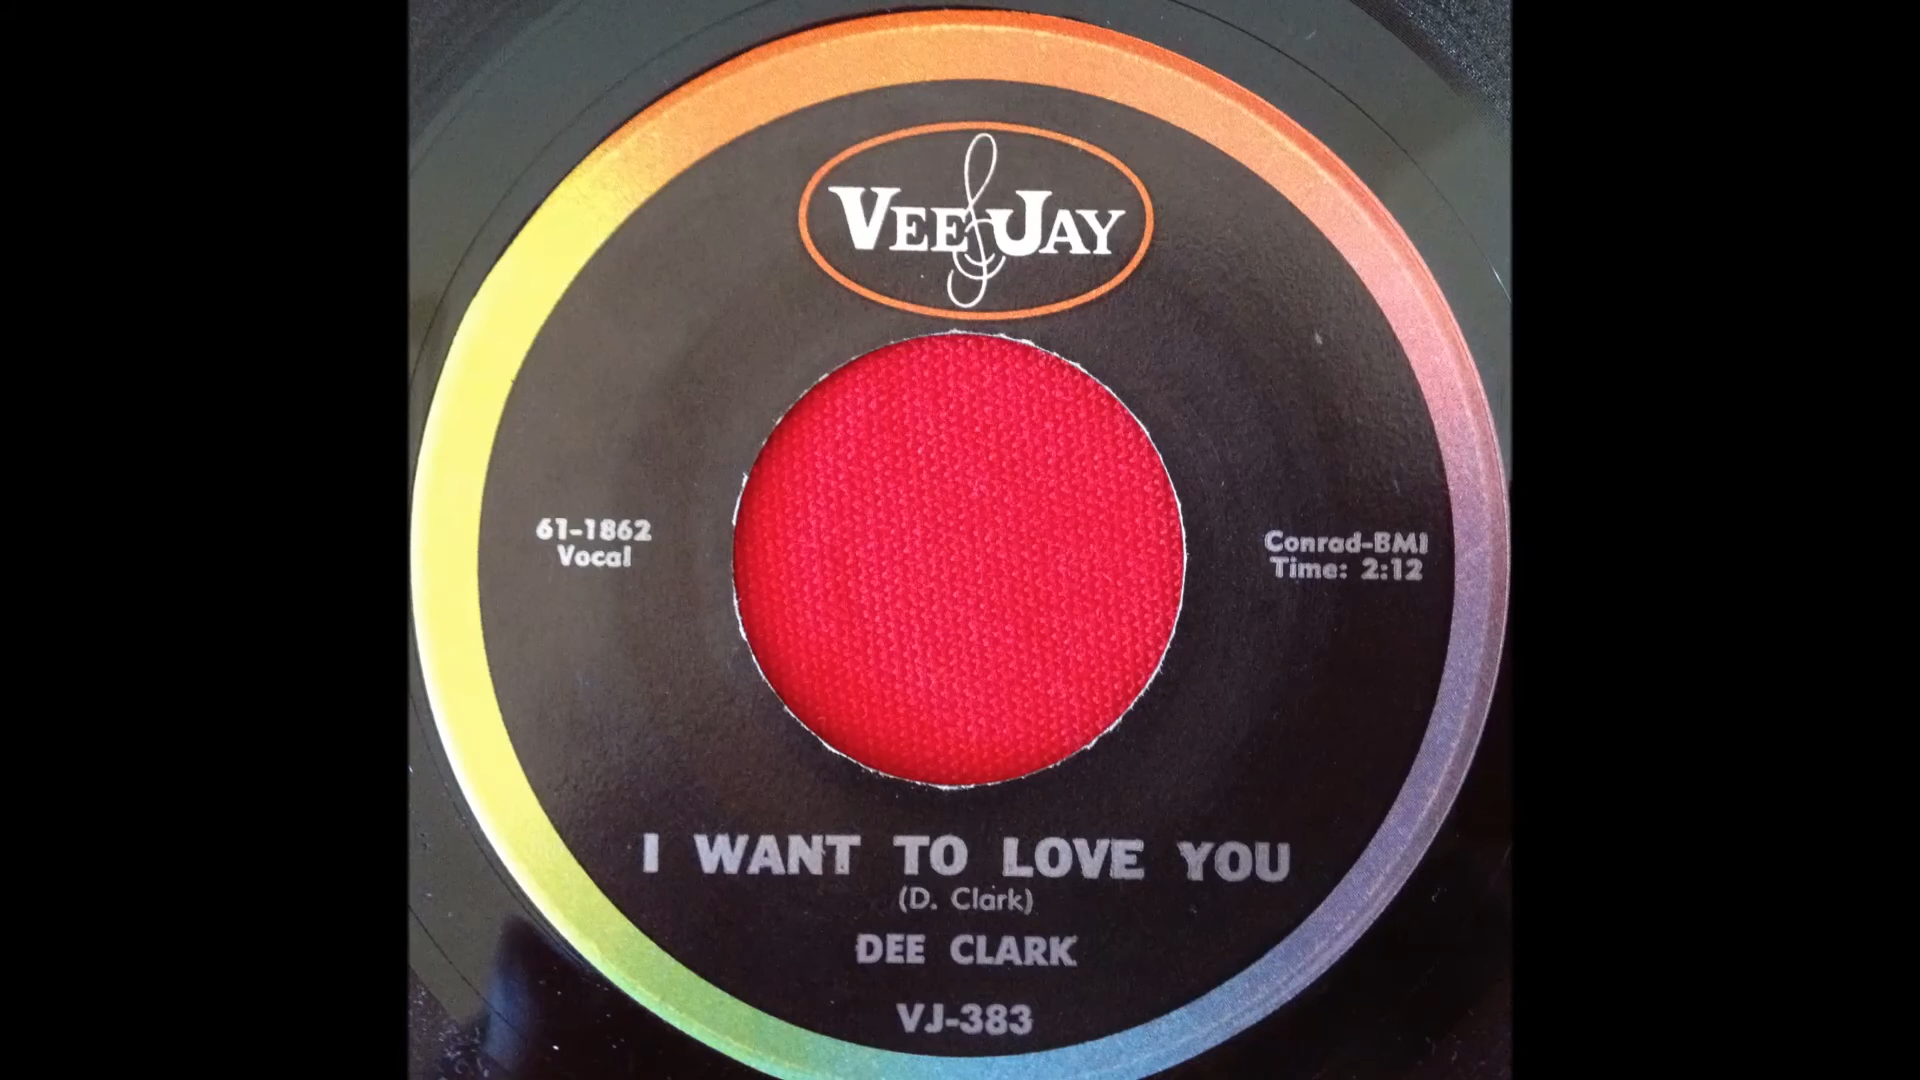 VEE JAY
61-1862
Vocal
Conrad-BMI
Time: 2:12
I WANT TO LOVE YOU
(D. Clark)
DEE CLARK
VJ-383